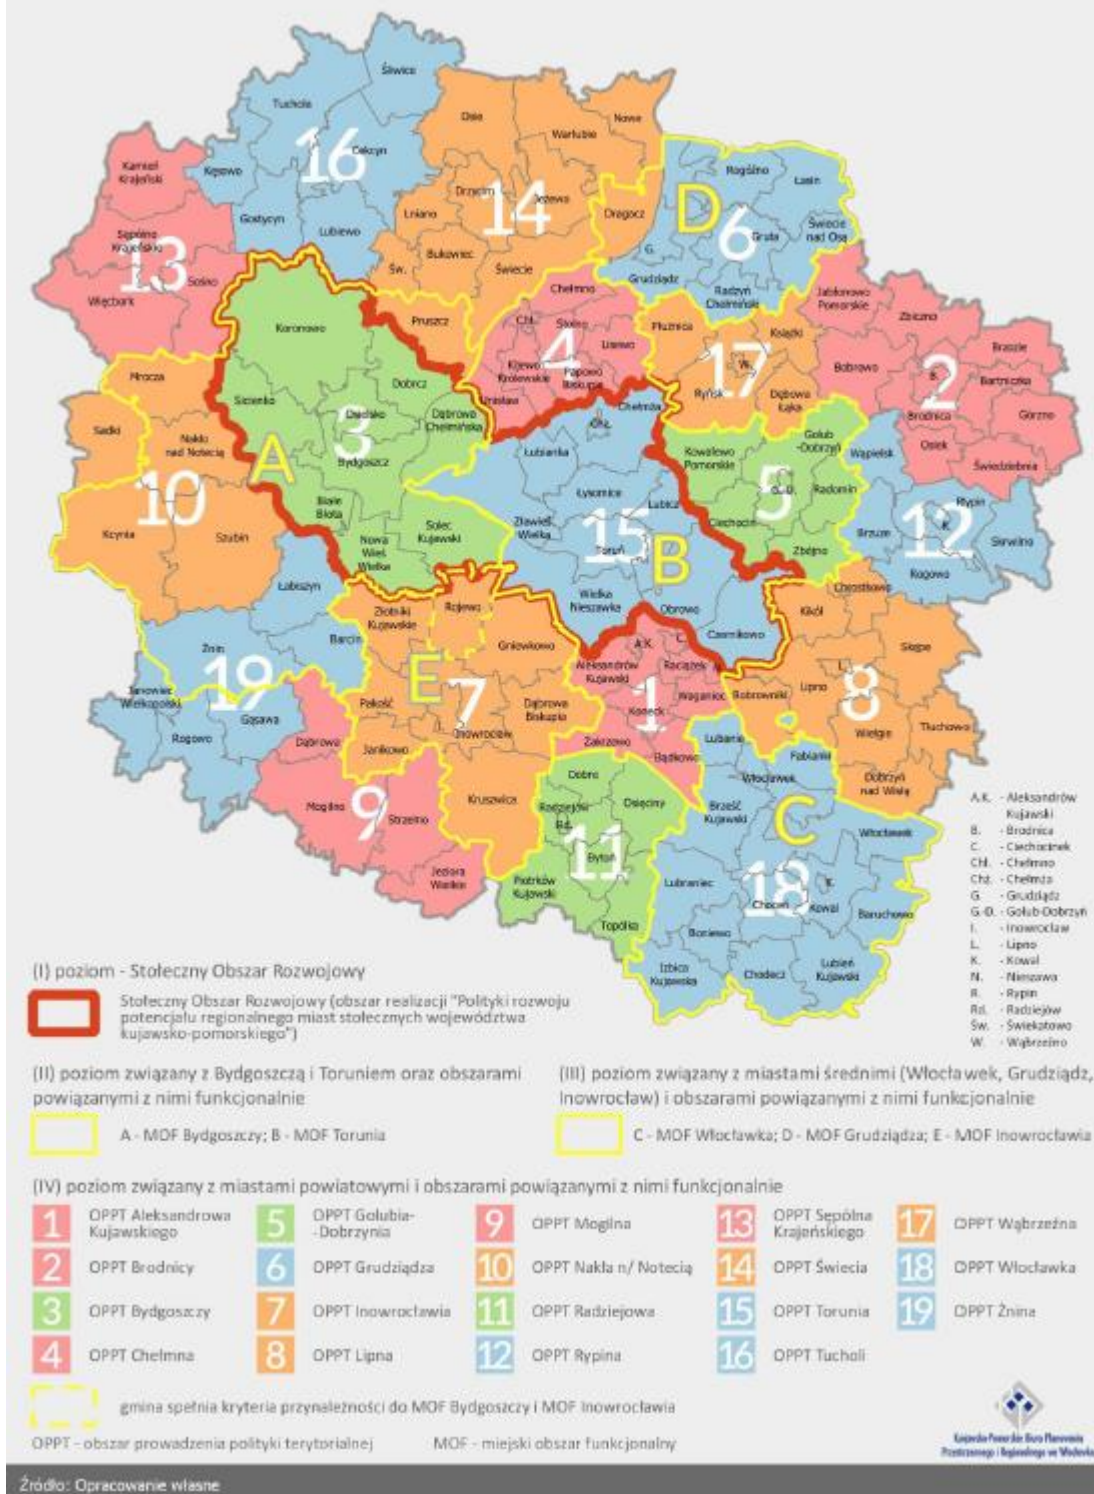 Śliwice
Tuchola
Osie
Nowe
Warlubie
16
Cekcyn
Kęsowo
Kamień
Krajeński
Rogóźno
Łasin
D
Drzycim
14
Jeżewo
Lniano
Dragacz
6
Świecie
nad Osą
Gruta
Gostycyn
Lubiewo
Sępólno
Krajeńskie
13
Sośno
Bukowiec
Św.
Świecie
G.
Grudziądz
Radzyń
Chełmiński
Więcbork
Chełmno
Jabłonowo
Pomorskie
Zbiczno
Koronowo
Pruszcz
Chł.
Stolno
Lisewo
Płużnica
Książki
Brzozie
4
17
W.
2
Kijewo
Królewskie
Papowo
Biskupie
Bobrowo
B.
Bartniczka
Mrocza
Dobrcz
Unisław
Ryńsk
Dębowa
Łąka
Brodnica
Górzno
Sicienko
Osielsko
Dąbrowa
Chełmińska
Chełmża
Chż.
Sadki
Nakło
nad Notecią
3
A
Bydgoszcz
Łubianka
Kowalewo
Pomorskie
Golub
-Dobrzyń
Wąpielsk
Osiek
Świedziebnia
10
Łysomice
5
G.-D.
Radomin
Rypin
Białe
Błota
Lubicz
Kcynia
Szubin
Solec
Kujawski
Zławieś
Wielka
15
Ciechocin
12
R.
Skrwilno
Nowa
Wieś
Wielka
Toruń
B
Zbójno
Brzuze
Rogowo
Łabiszyn
Wielka
Nieszawka
Obrowo
Chrostkowo
Złotniki
Kujawskie
Rojewo
Kikół
Barcin
Gniewkowo
A.K.
C.
Czernikowo
Skępe
Żnin
19
E
Aleksandrów
Kujawski
Raciążek
L.
Janowiec
Wielkopolski
Pakość
7
Dąbrowa
Biskupia
1
Koneck
Waganiec
Bobrowniki
Lipno
8
Gąsawa
Inowrocław
Tłuchowo
Rogowo
Dąbrowa
Janikowo
Zakrzewo
Bądkowo
Lubanie
Wielgie
Fabianki
Dobre
Włocławek
Dobrzyń
nad Wisłą
Mogilno
9
Strzelno
Kruszwica
Radziejów
Rd.
Osięciny
Brześć
Kujawski
C
Włocławek
Bytoń
11
Jeziora
Wielkie
Piotrków
Kujawski
Lubraniec
18
K.
Choceń
Kowal
Baruchowo
Topólka
Boniewo
Izbica
Kujawska
Chodecz
Lubień
Kujawski
A.K. - Aleksandrów
Kujawski
B. - Brodnica
C. - Ciechocinek
Chł. - Chełmno
Chż. - Chełmża
G. - Grudziądz
G.-D. - Golub-Dobrzyń
I. - Inowrocław
L. - Lipno
K. - Kowal
N. - Nieszawa
R. - Rypin
Rd. - Radziejów
Św. - Świekatowo
W. - Wąbrzeźno
(I) poziom - Stołeczny Obszar Rozwojowy
Stołeczny Obszar Rozwojowy (obszar realizacji "Polityki rozwoju
potencjału regionalnego miast stołecznych województwa
kujawsko-pomorskiego")
(II) poziom związany z Bydgoszczą i Toruniem oraz obszarami
powiązanymi z nimi funkcjonalnie
A - MOF Bydgoszczy; B - MOF Torunia
(III) poziom związany z miastami średnimi (Włocławek, Grudziądz,
Inowrocław) i obszarami powiązanymi z nimi funkcjonalnie
C - MOF Włocławka; D - MOF Grudziądza; E - MOF Inowrocławia
(IV) poziom związany z miastami powiatowymi i obszarami powiązanymi z nimi funkcjonalnie
1 OPPT Aleksandrowa
Kujawskiego
2 OPPT Brodnicy
3 OPPT Bydgoszczy
4 OPPT Chełmna
5 OPPT Golubia-
-Dobrzynia
6 OPPT Grudziądza
7 OPPT Inowrocławia
8 OPPT Lipna
9 OPPT Mogilna
10 OPPT Nakła n/ Notecią
11 OPPT Radziejowa
12 OPPT Rypina
13 OPPT Sępólna
Krajeńskiego
14 OPPT Świecia
15 OPPT Torunia
16 OPPT Tucholi
17 OPPT Wąbrzeźna
18 OPPT Włocławka
19 OPPT Żnina
gmina spełnia kryteria przynależności do MOF Bydgoszczy i MOF Inowrocławia
OPPT - obszar prowadzenia polityki terytorialnej
MOF - miejski obszar funkcjonalny
Kujawsko-Pomorskie Biuro Planowania
Przestrzennego i Regionalnego we Włocławku
Źródło: Opracowanie własne